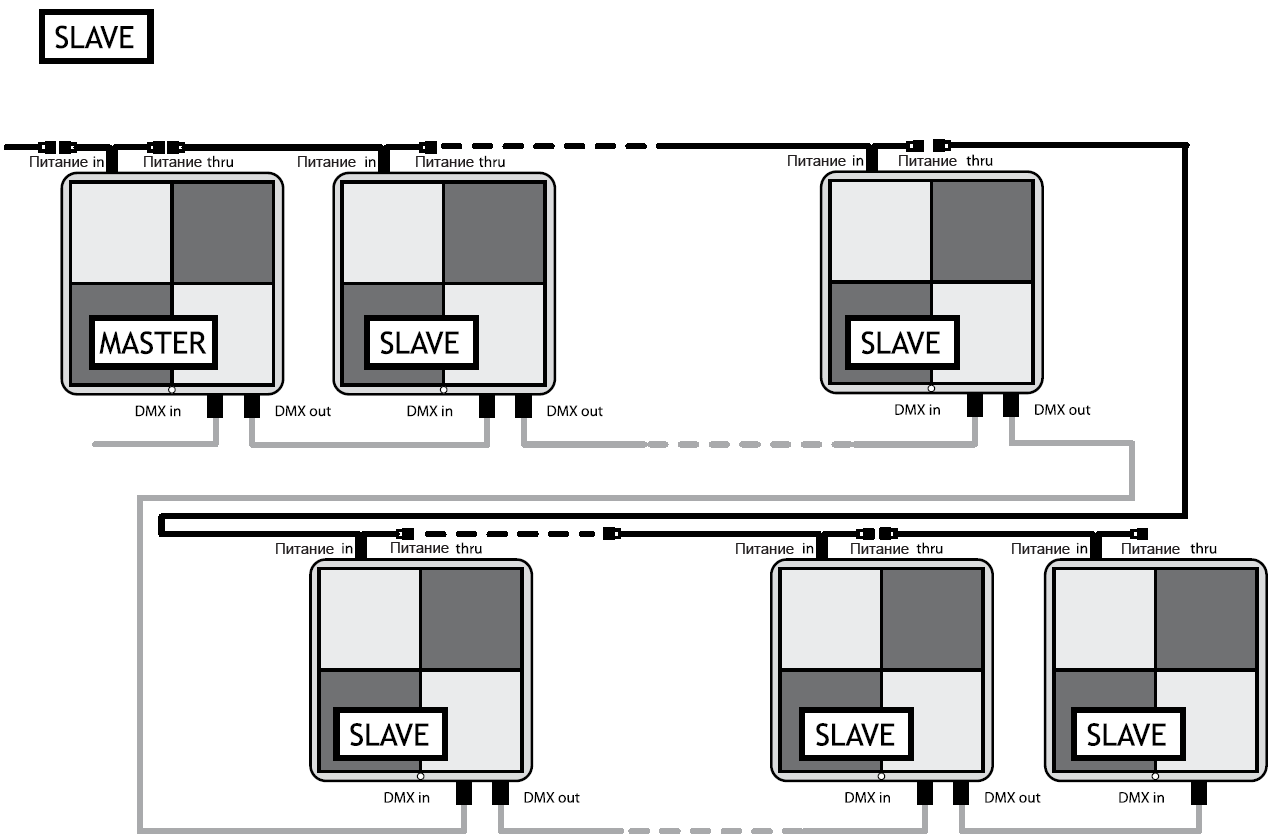 SLAVE
Питание in Питание thru Питание in Питание thru Питание in Питание thru
MASTER SLAVE SLAVE
DMX in DMX out DMX in DMX out DMX in DMX out
Питание in Питание thru Питание in Питание thru Питание in Питание thru
SLAVE SLAVE SLAVE
DMX in DMX out DMX in DMX out DMX in